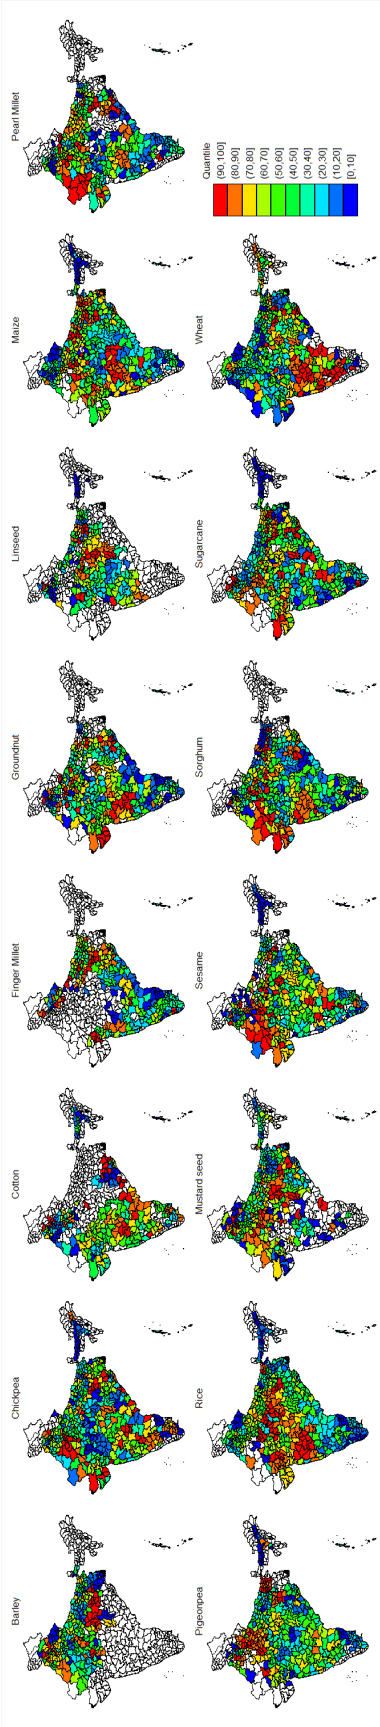 Pearl Millet
Quantile
(90,100]
(80,90]
(70,80]
(60,70]
(50,60]
(40,50]
(30,40]
(20,30]
(10,20]
[0,10]
Maize
Wheat
Linseed
Sugarcane
Groundnut
Sorghum
Finger Millet
Sesame
Cotton
Mustard seed
Chickpea
Rice
Barley
Pigeonpea